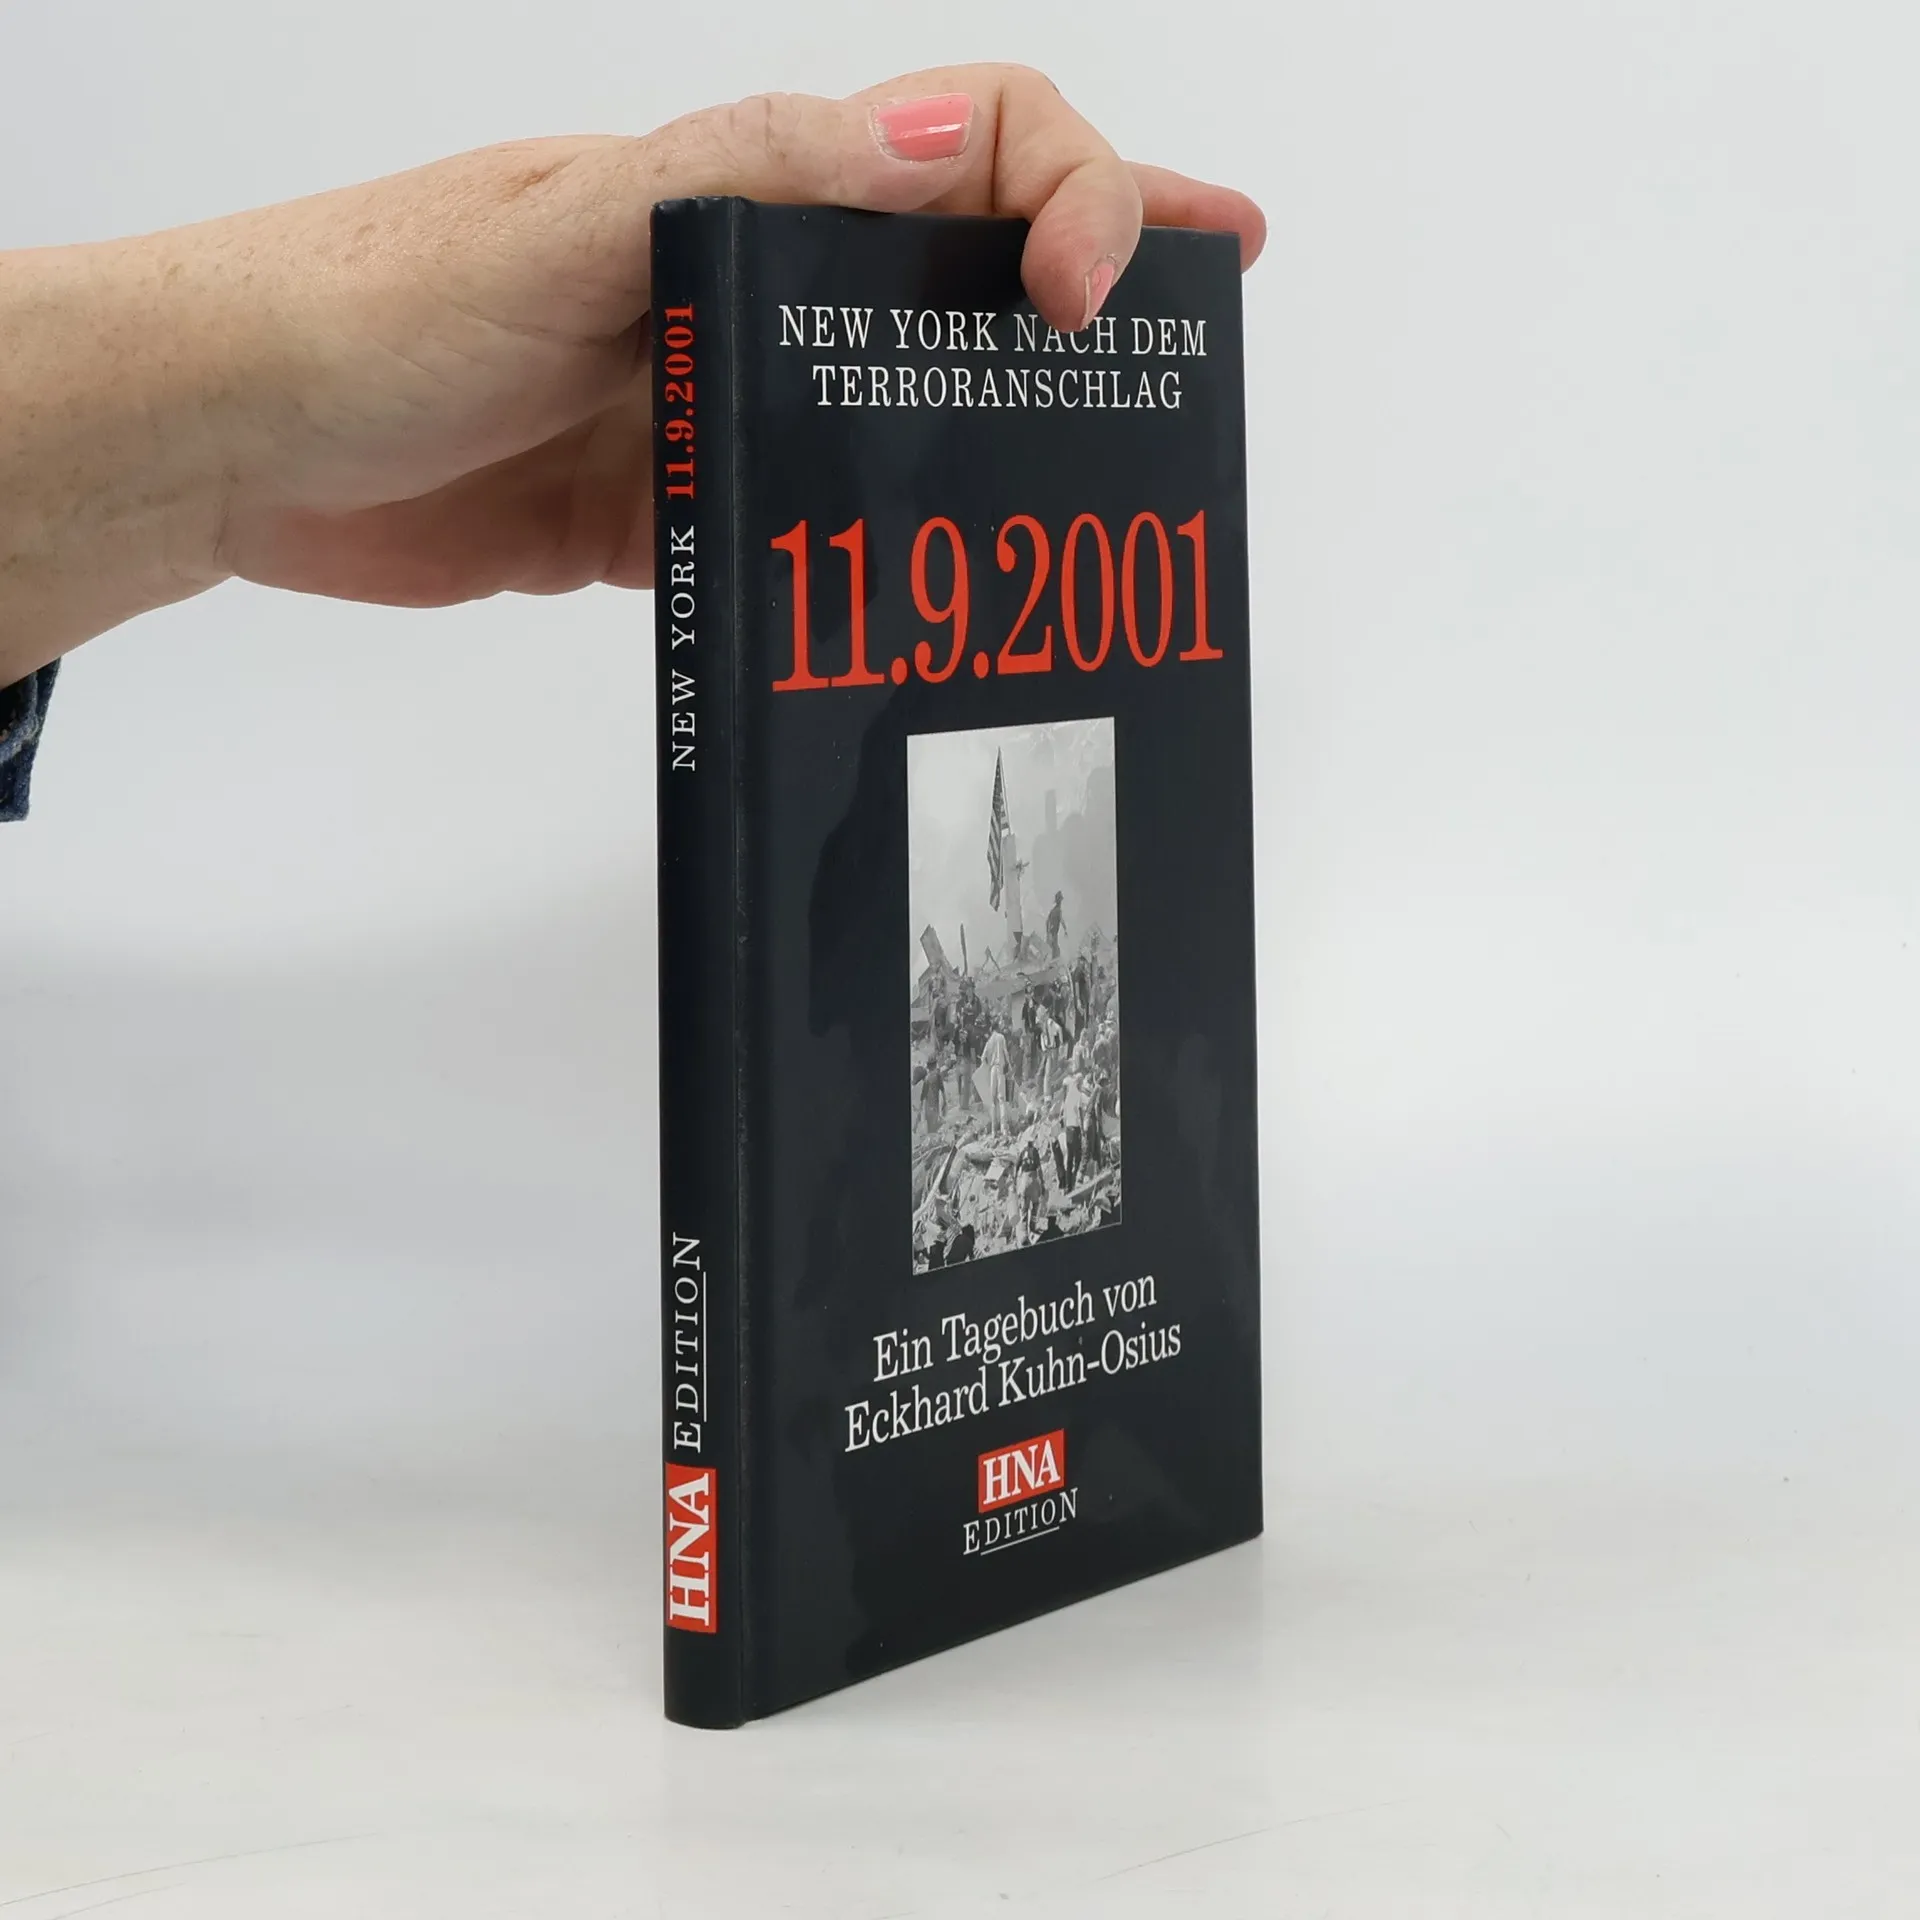 NEW YORK NACH DEM
TERRORANSCHLAG
11.9.2001
Ein Tagebuch von
Eckhard Kuhn-Osius
HNA
EDITION
NEW YORK 11.9.2001
HNA EDITION